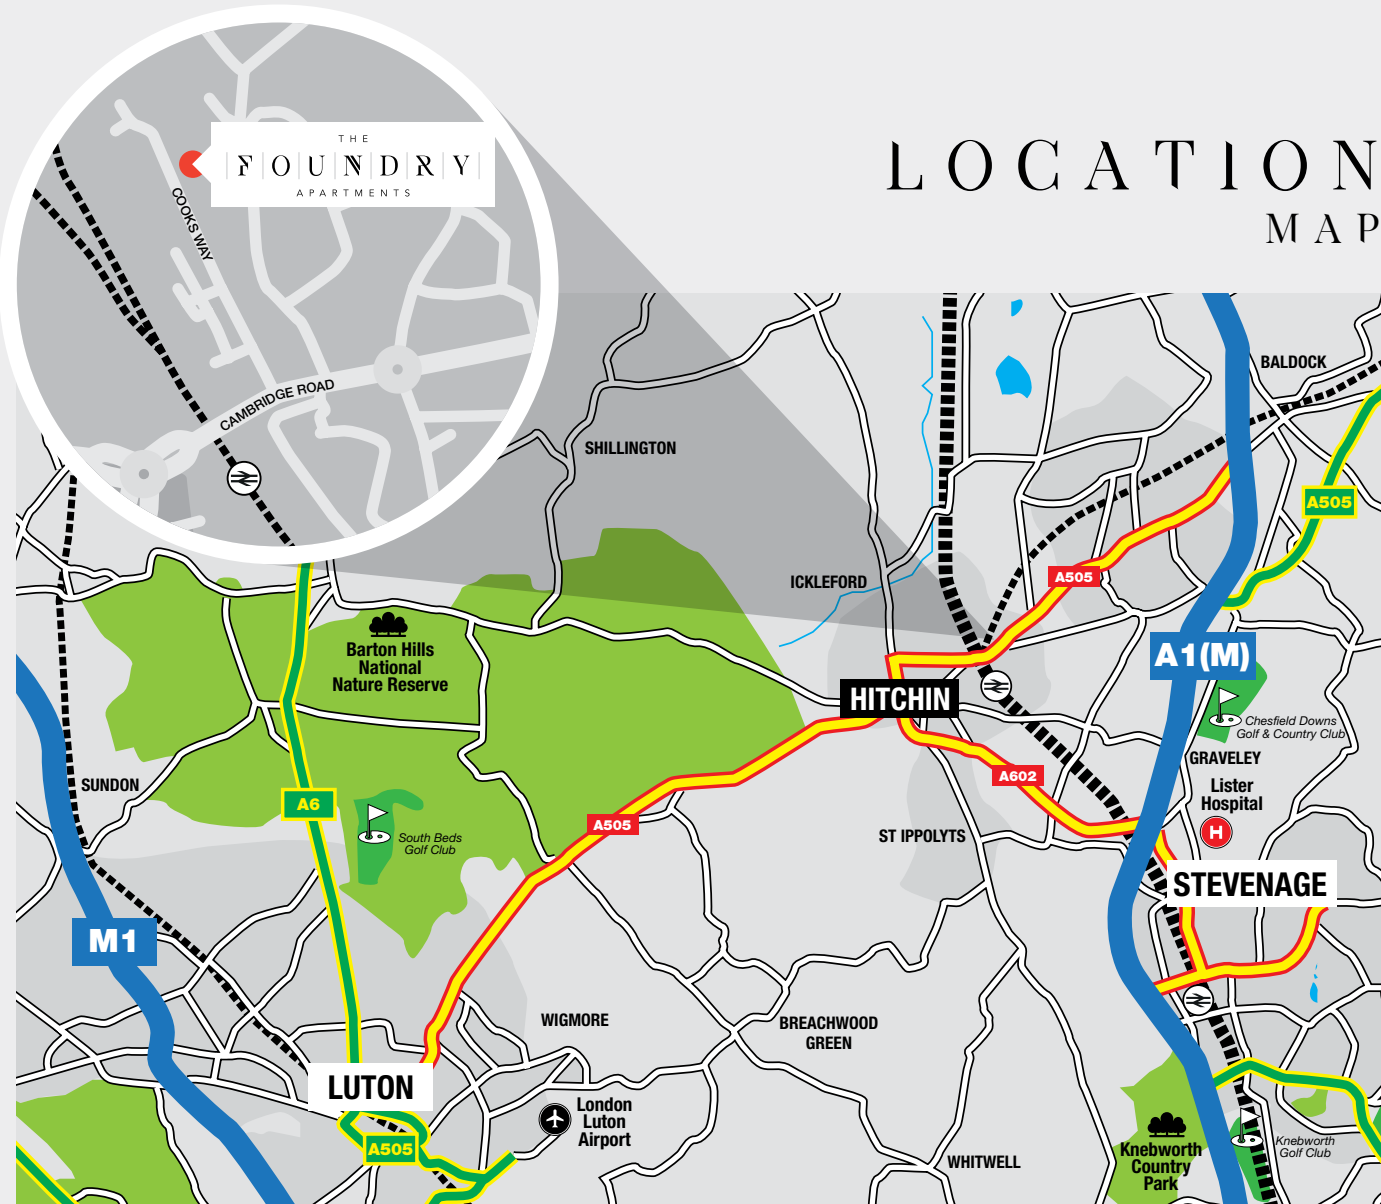 LOCATION
MAP
THE
FOUNDRY
APARTMENTS
COOKS WAY
CAMBRIDGE ROAD
BALDOCK
SHILLINGTON
A505
ICKLEFORD
A505
Barton Hills
National
Nature Reserve
A1(M)
HITCHIN
Chesfield Downs
Golf & Country Club
GRAVELEY
SUNDON
A602
Lister
Hospital
H
A6
South Beds
Golf Club
A505
ST IPPOLYTS
STEVENAGE
M1
WIGMORE
BREACHWOOD
GREEN
LUTON
London
Luton
Airport
A505
Knebworth
Country
Park
Knebworth
Golf Club
WHITWELL